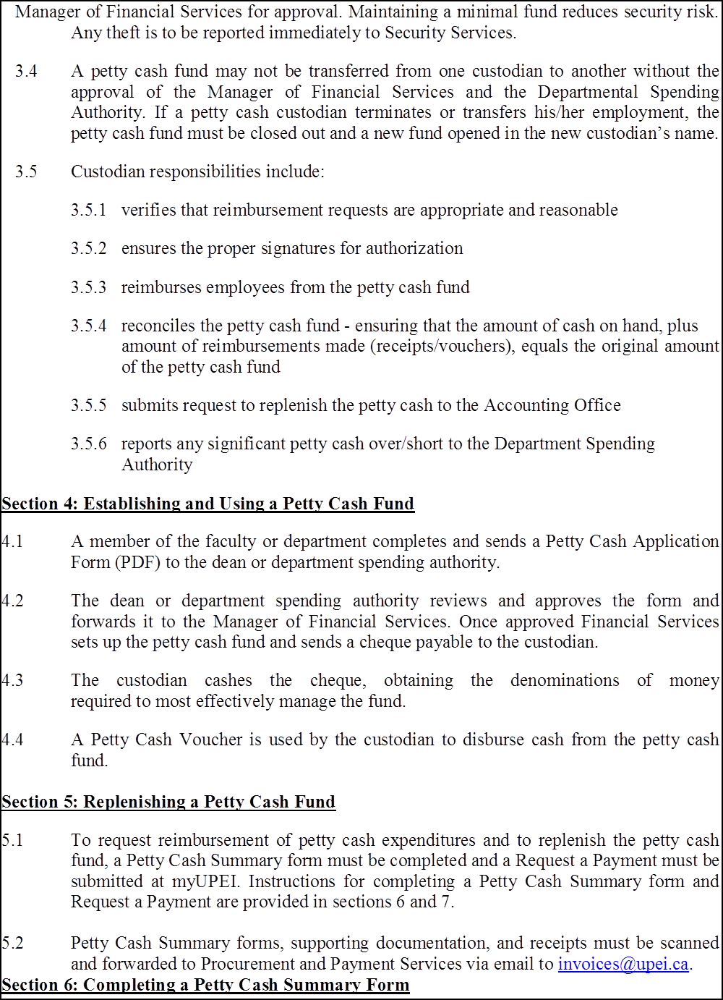 Manager of Financial Services for approval. Maintaining a minimal fund reduces security risk.
Any theft is to be reported immediately to Security Services.
3.4 A petty cash fund may not be transferred from one custodian to another without the
approval of the Manager of Financial Services and the Departmental Spending
Authority. If a petty cash custodian terminates or transfers his/her employment, the
petty cash fund must be closed out and a new fund opened in the new custodian’s name.
3.5 Custodian responsibilities include:
3.5.1 verifies that reimbursement requests are appropriate and reasonable
3.5.2 ensures the proper signatures for authorization
3.5.3 reimburses employees from the petty cash fund
3.5.4 reconciles the petty cash fund - ensuring that the amount of cash on hand, plus
amount of reimbursements made (receipts/vouchers), equals the original amount
of the petty cash fund
3.5.5 submits request to replenish the petty cash to the Accounting Office
3.5.6 reports any significant petty cash over/short to the Department Spending
Authority
Section 4: Establishing and Using a Petty Cash Fund
4.1 A member of the faculty or department completes and sends a Petty Cash Application
Form (PDF) to the dean or department spending authority.
4.2 The dean or department spending authority reviews and approves the form and
forwards it to the Manager of Financial Services. Once approved Financial Services
sets up the petty cash fund and sends a cheque payable to the custodian.
4.3 The custodian cashes the cheque, obtaining the denominations of money
required to most effectively manage the fund.
4.4 A Petty Cash Voucher is used by the custodian to disburse cash from the petty cash
fund.
Section 5: Replenishing a Petty Cash Fund
5.1 To request reimbursement of petty cash expenditures and to replenish the petty cash
fund, a Petty Cash Summary form must be completed and a Request a Payment must be
submitted at myUPEI. Instructions for completing a Petty Cash Summary form and
Request a Payment are provided in sections 6 and 7.
5.2 Petty Cash Summary forms, supporting documentation, and receipts must be scanned
and forwarded to Procurement and Payment Services via email to invoices@upei.ca.
Section 6: Completing a Petty Cash Summary Form